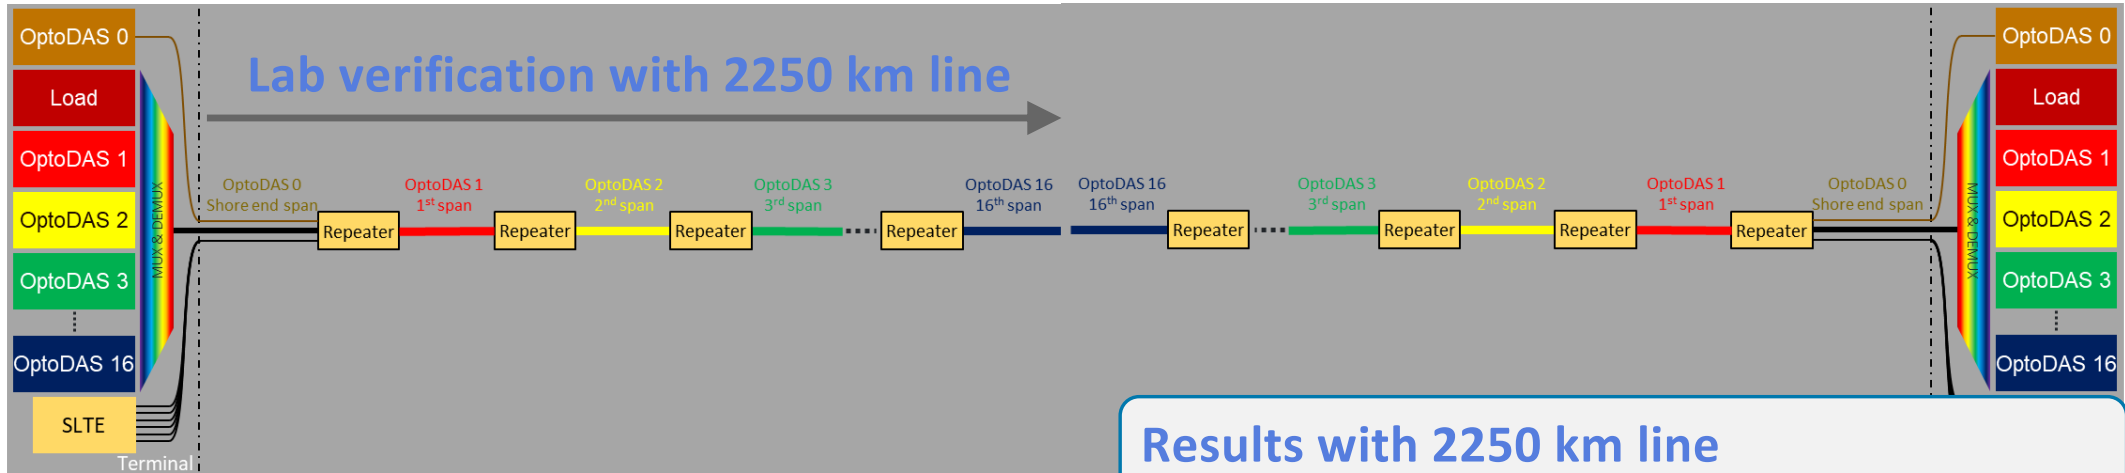 OptoDAS 0
Load
OptoDAS 1
OptoDAS 2
OptoDAS 3
OptoDAS 16
SLTE
Terminal
MUX & DEMUX
Lab verification with 2250 km line
OptoDAS 0
Shore end span
Repeater
OptoDAS 1
1st span
Repeater
OptoDAS 2
2nd span
Repeater
OptoDAS 3
3rd span
Repeater
OptoDAS 16
16th span
OptoDAS 16
16th span
Repeater
OptoDAS 3
3rd span
Repeater
OptoDAS 2
2nd span
Repeater
OptoDAS 1
1st span
Repeater
OptoDAS 0
Shore end span
MUX & DEMUX
OptoDAS 0
Load
OptoDAS 1
OptoDAS 2
OptoDAS 3
OptoDAS 16
Results with 2250 km line